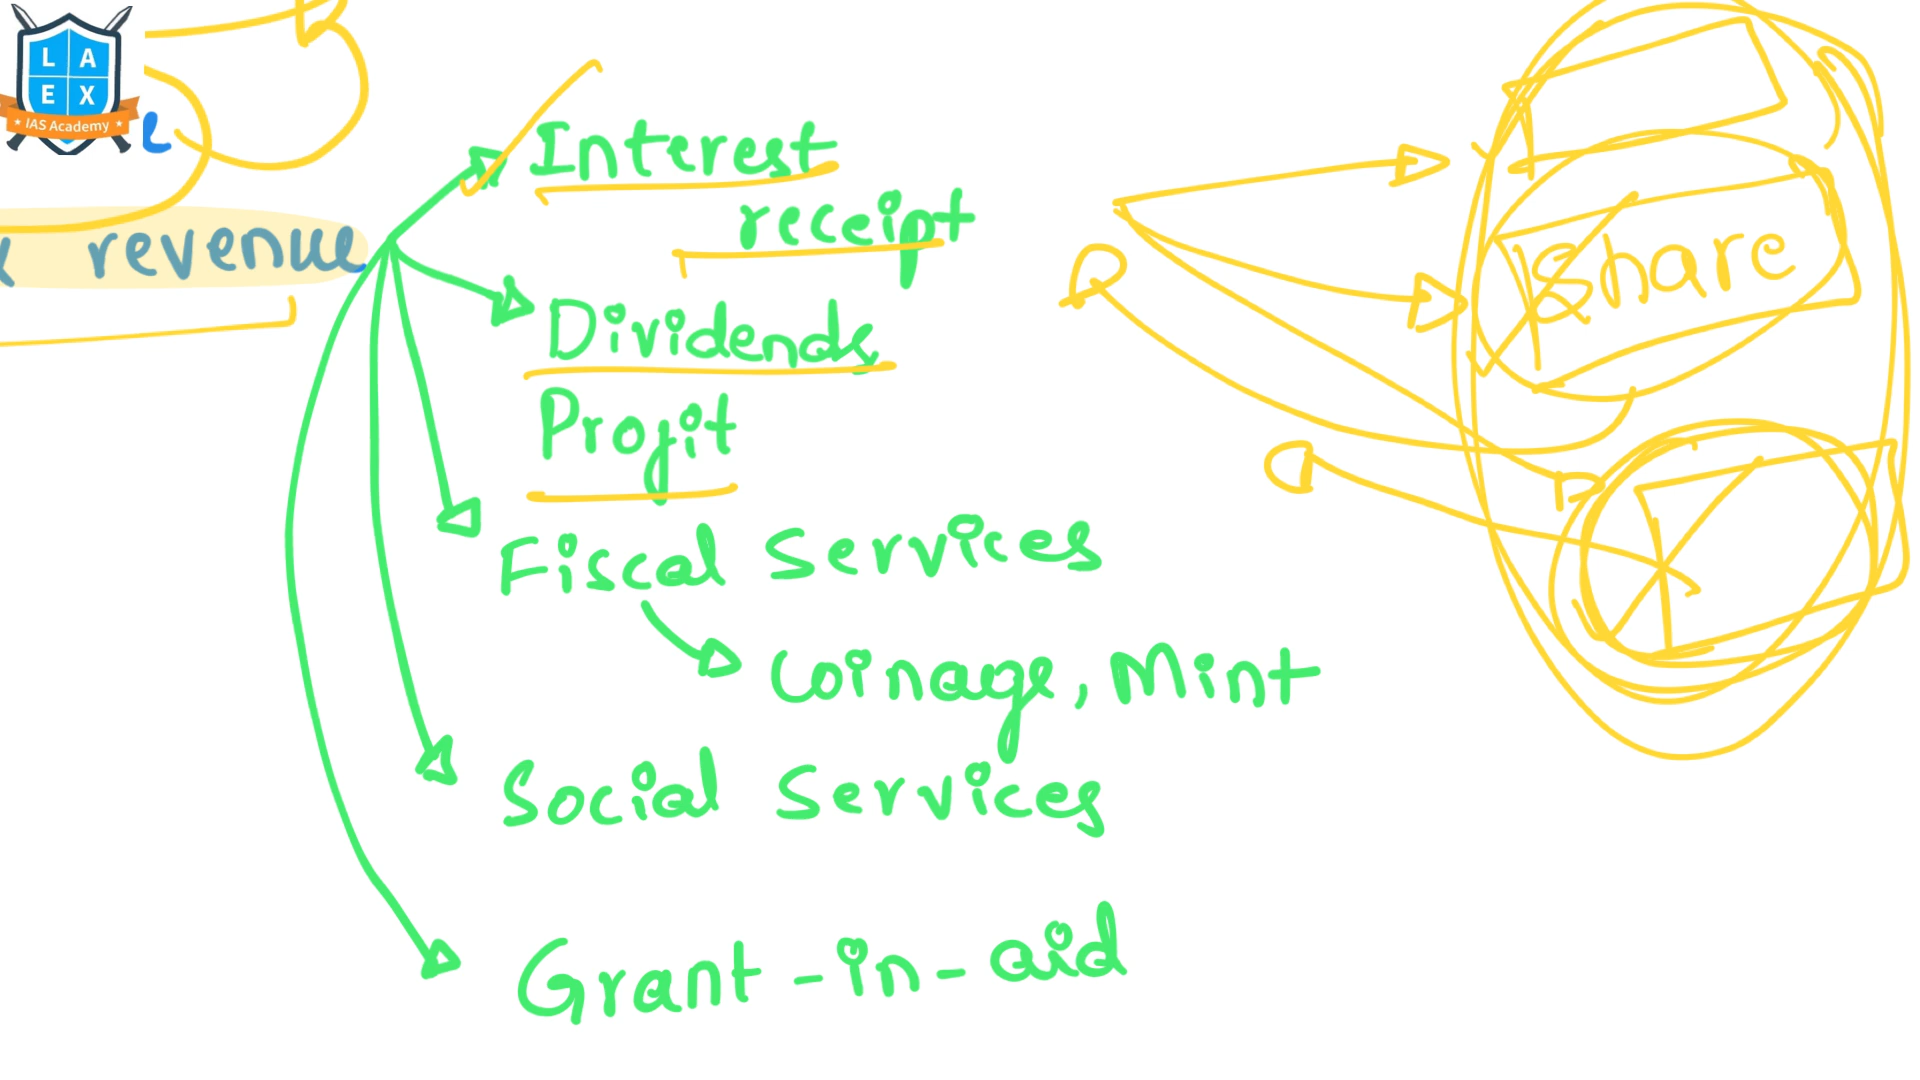 L A
E X
IAS Academy
e
x revenue
Interest
receipt
Dividends
Profit
Fiscal Services
Coinage, Mint
Social Services
Grant-in-aid
Share